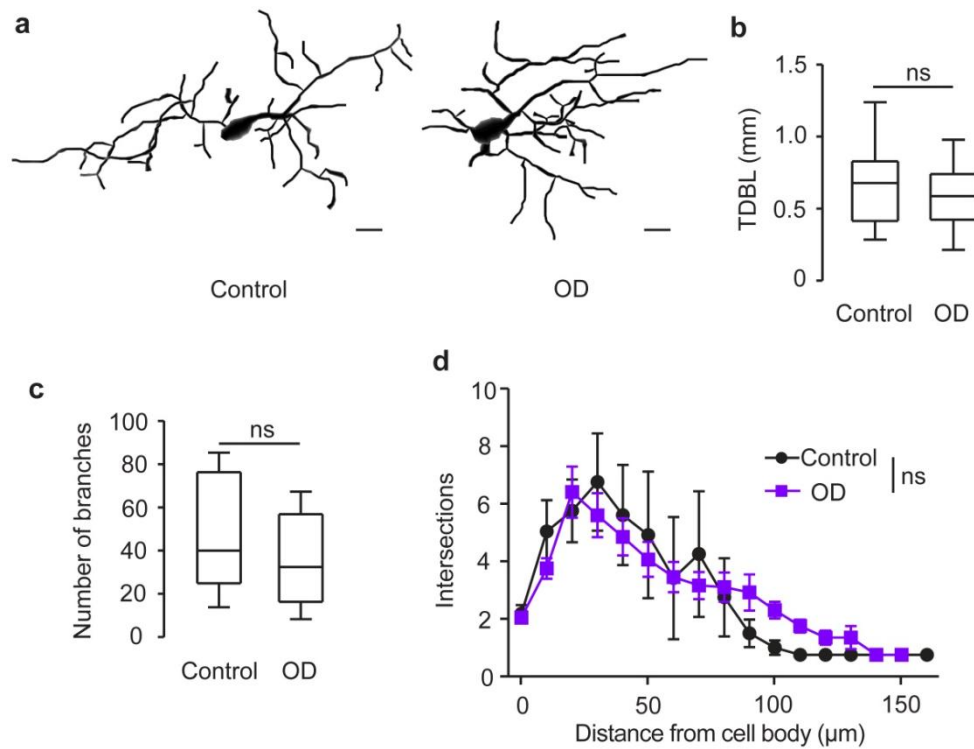 a
Control
OD
b
1.5
1.0
0.5
0
TDBL (mm)
ns
Control OD
c
100
80
60
40
20
0
Number of branches
ns
Control OD
d
10
8
6
4
2
0
Intersections
Control
OD
ns
0 50 100 150
Distance from cell body (µm)